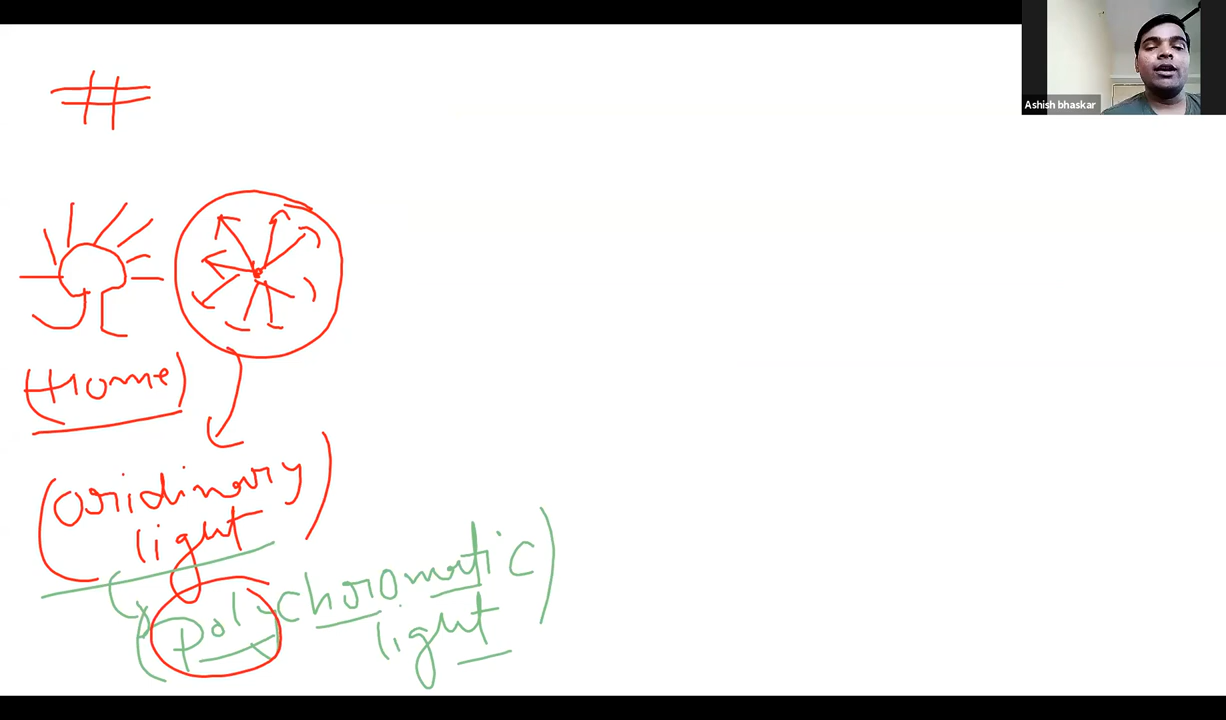 Ashish bhaskar
#
(Home)
(Oridinary
light
(polychoromatic)
light